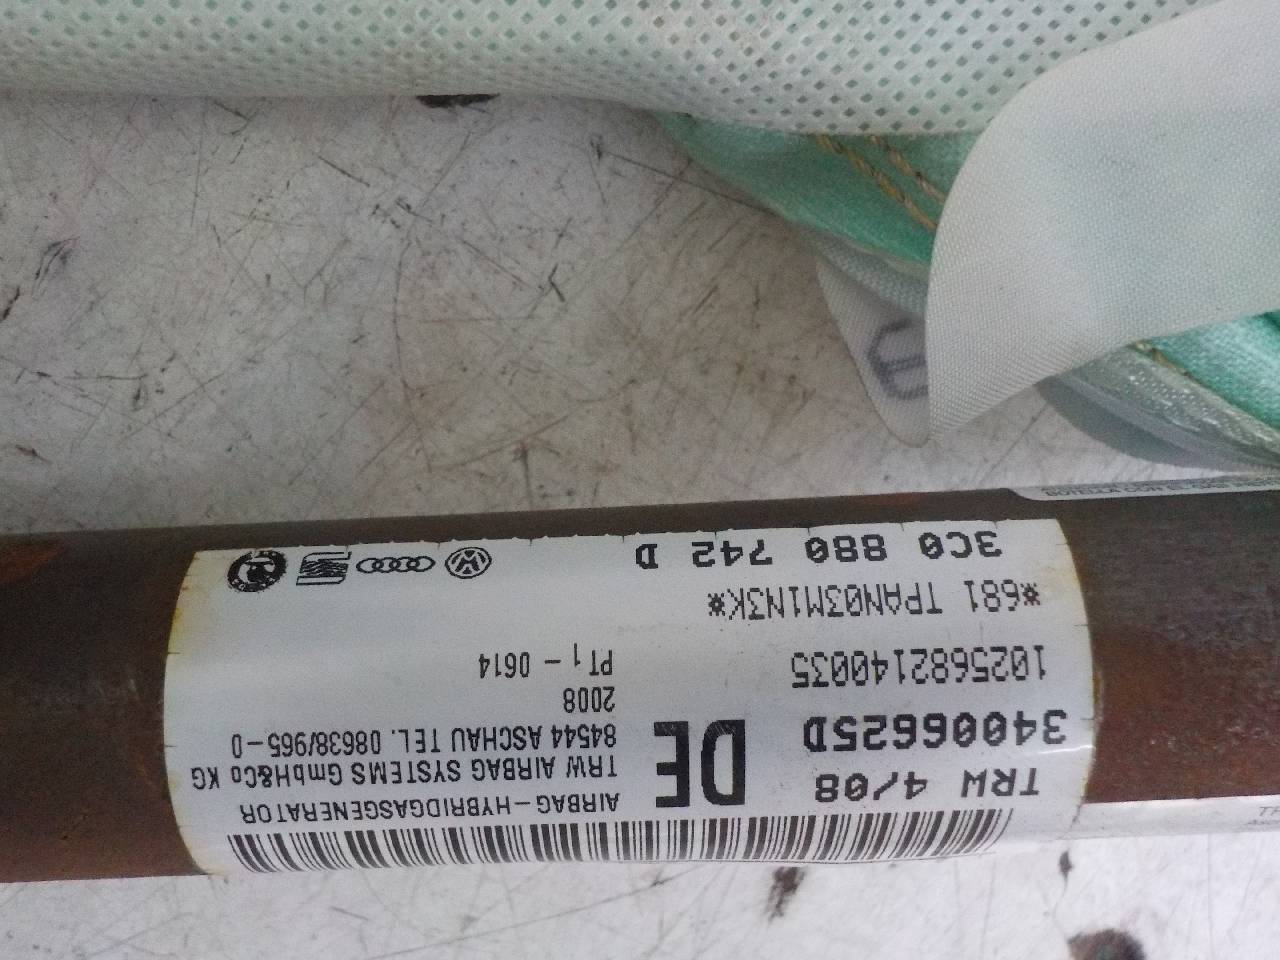 TRW 4/08
34006625D
1025682140035
*681 TPAN03M1N3K*
3C0 880 742 D
DE
AIRBAG-HYBRIDGASGENERATOR
TRW AIRBAG SYSTEMS GmbH&Co KG
84544 ASCHAU TEL. 08638/965-0
2008
PT1 - 0614